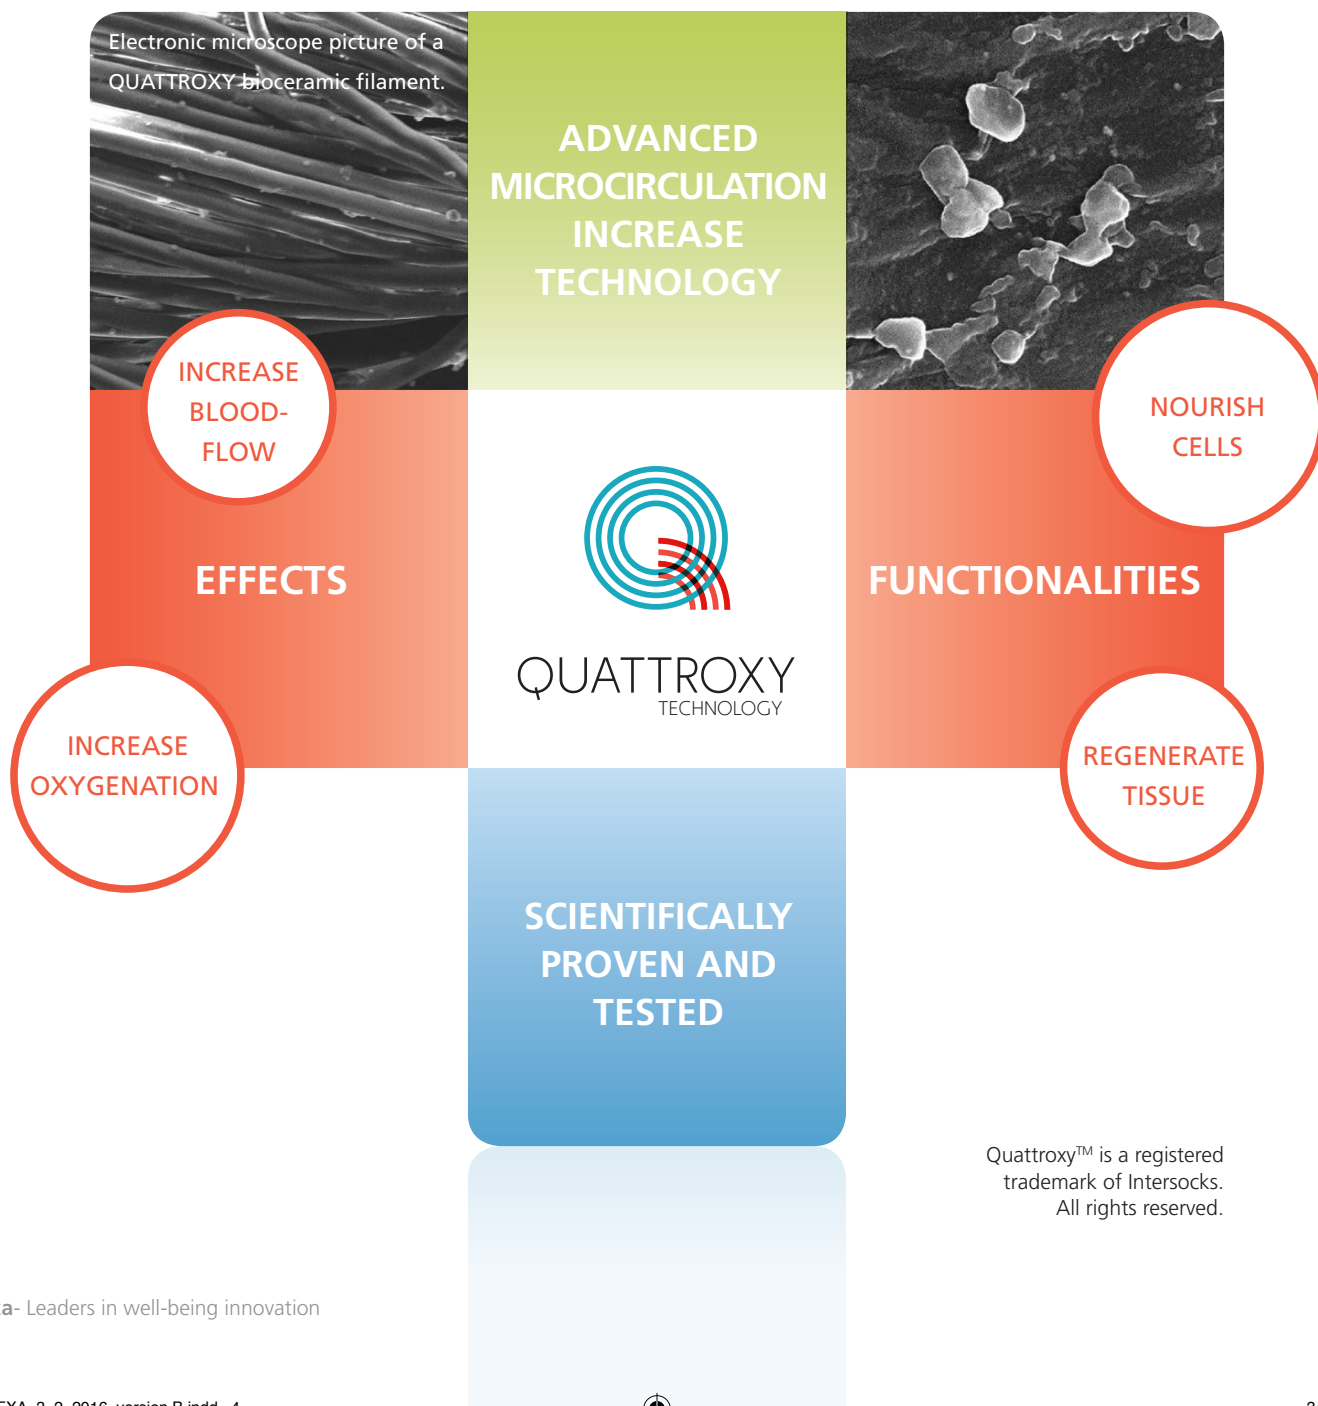 Electronic microscope picture of a
QUATTROXY bioceramic filament.
ADVANCED
MICROCIRCULATION
INCREASE
TECHNOLOGY
INCREASE
BLOOD-
FLOW
NOURISH
CELLS
EFFECTS
FUNCTIONALITIES
QUATTROXY
TECHNOLOGY
INCREASE
OXYGENATION
REGENERATE
TISSUE
SCIENTIFICALLY
PROVEN AND
TESTED
Quattroxy™ is a registered
trademark of Intersocks.
All rights reserved.
- Leaders in well-being innovation